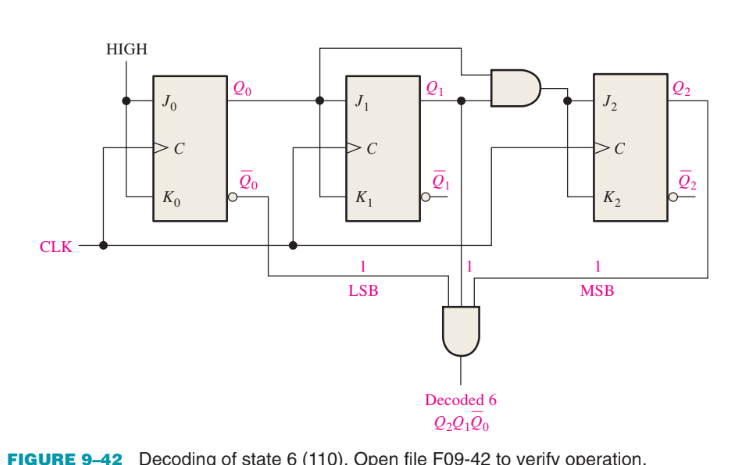 HIGH
Q₀ Q₁ Q₂
J₀ J₁ J₂
C C C
Q̅₀ Q̅₁ Q̅₂
K₀ K₁ K₂
CLK
1 1 1
LSB MSB
Decoded 6
Q₂Q₁Q̅₀
FIGURE 9–42 Decoding of state 6 (110). Open file F09-42 to verify operation.